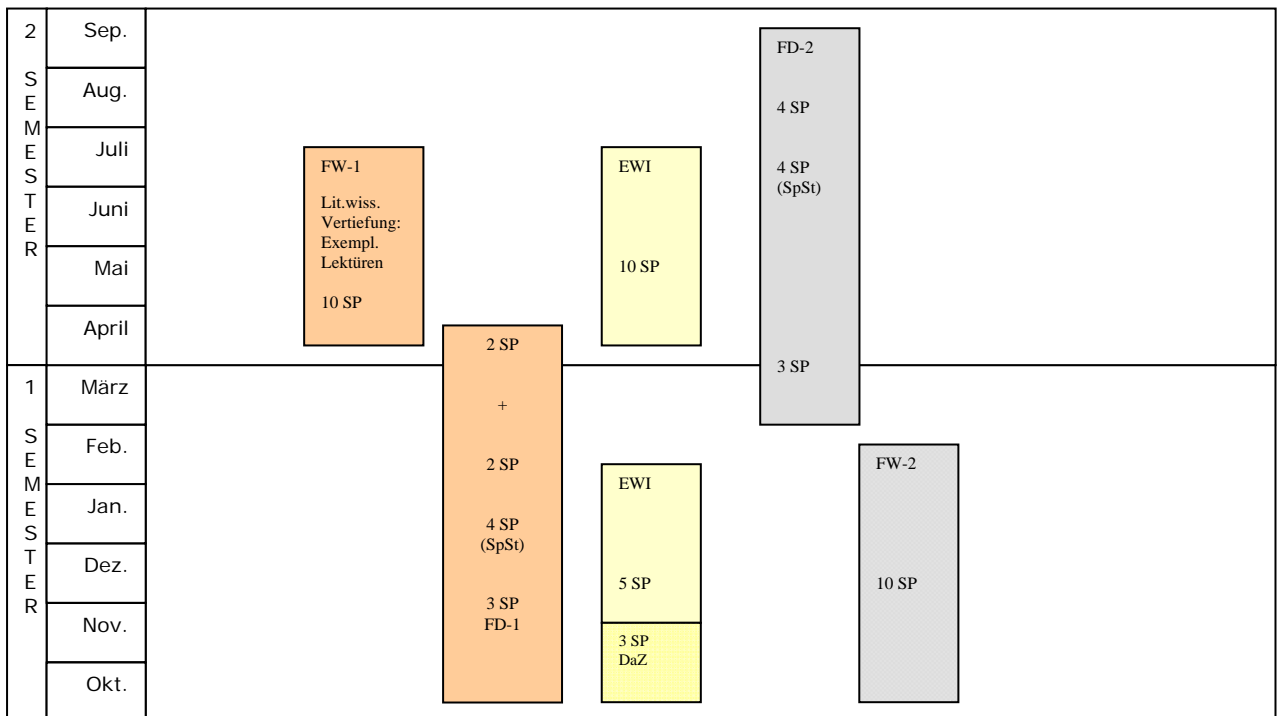 2
SEMESTER
Sep.
Aug.
Juli
Juni
Mai
April
FW-1
Lit.wiss.
Vertiefung:
Exempl.
Lektüren
10 SP
EWI
10 SP
FD-2
4 SP
4 SP
(SpSt)
3 SP
1
SEMESTER
März
Feb.
Jan.
Dez.
Nov.
Okt.
2 SP
+
2 SP
4 SP
(SpSt)
3 SP
FD-1
EWI
5 SP
3 SP
DaZ
FW-2
10 SP